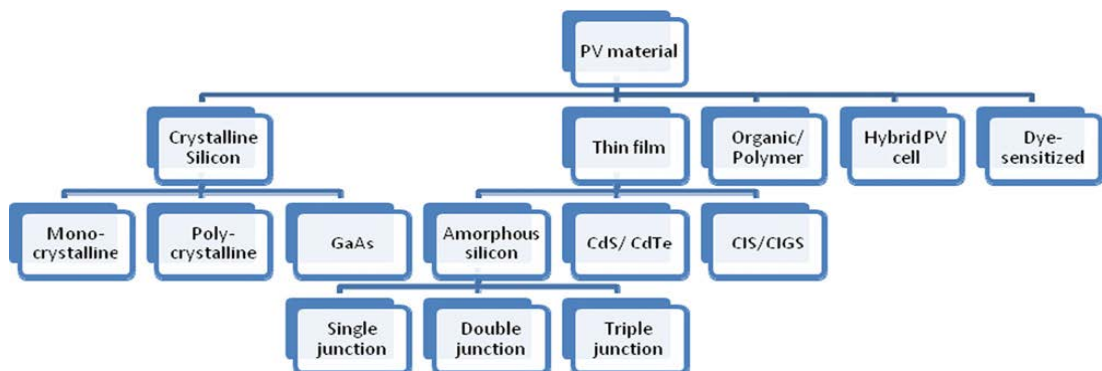 PV material
Crystalline
Silicon
Thin film
Organic/
Polymer
Hybrid PV
cell
Dye-
sensitized
Mono-
crystalline
Poly-
crystalline
GaAs
Amorphous
silicon
CdS/ CdTe
CIS/CIGS
Single
junction
Double
junction
Triple
junction